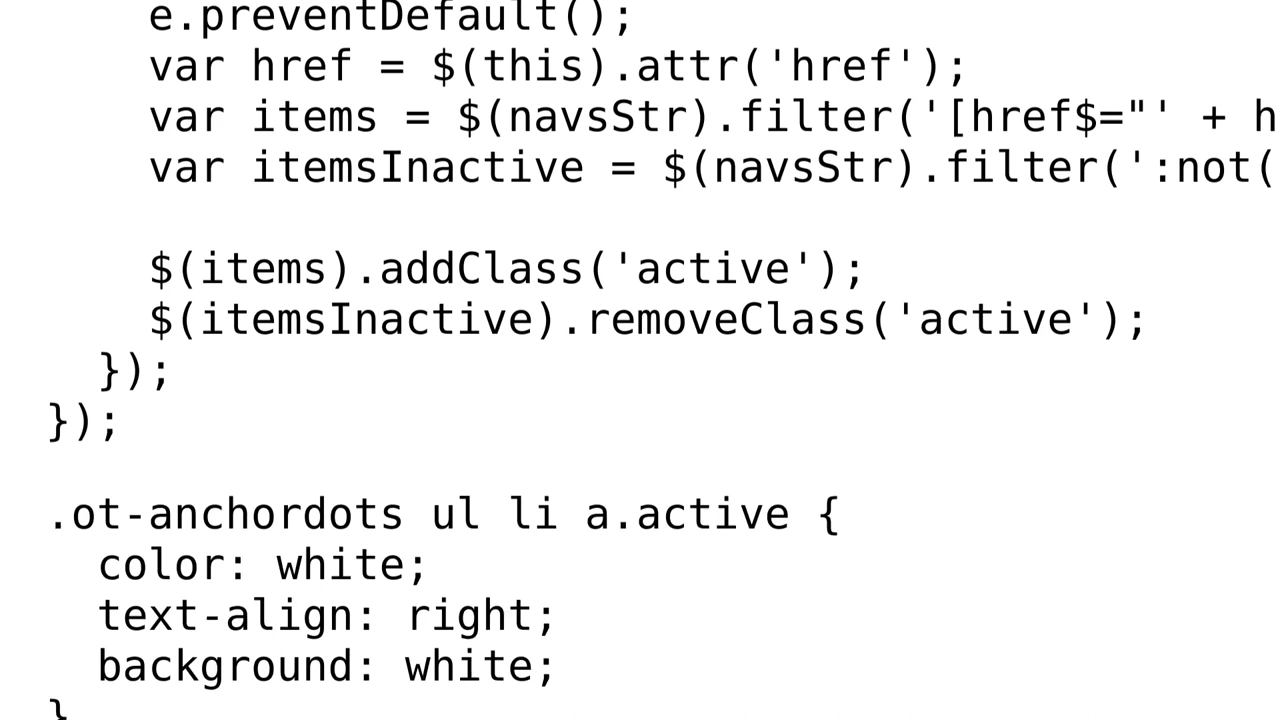 e.preventDefault();
var href = $(this).attr('href');
var items = $(navsStr).filter('[href$="' + h
var itemsInactive = $(navsStr).filter(':not(
$(items).addClass('active');
$(itemsInactive).removeClass('active');
});
});
.ot-anchordots ul li a.active {
color: white;
text-align: right;
background: white;
}